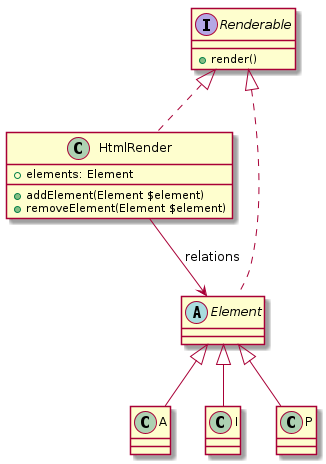 I Renderable
render()
C HtmlRender
elements: Element
addElement(Element $element)
removeElement(Element $element)
relations
A Element
C A
C I
C P